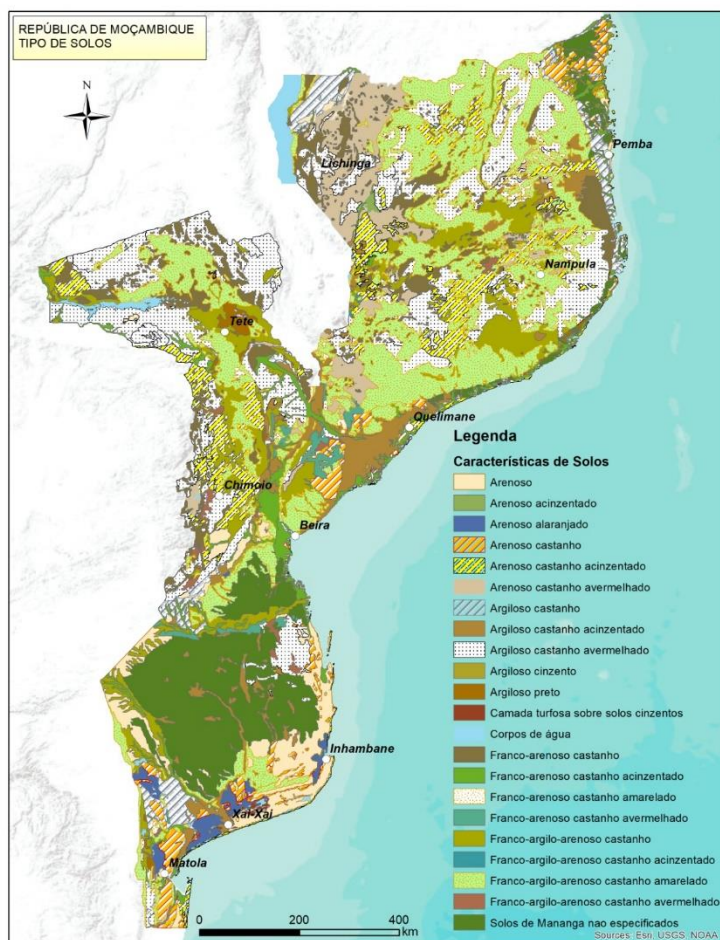 REPÚBLICA DE MOÇAMBIQUE
TIPO DE SOLOS
N
Lichinga
Pemba
Nampula
Tete
Quelimane
Chimoio
Beira
Inhambane
Xai-Xai
Matola
Legenda
Características de Solos
Arenoso
Arenoso acinzentado
Arenoso alaranjado
Arenoso castanho
Arenoso castanho acinzentado
Arenoso castanho avermelhado
Argiloso castanho
Argiloso castanho acinzentado
Argiloso castanho avermelhado
Argiloso cinzento
Argiloso preto
Camada turfosa sobre solos cinzentos
Corpos de água
Franco-arenoso castanho
Franco-arenoso castanho acinzentado
Franco-arenoso castanho amarelado
Franco-arenoso castanho avermelhado
Franco-argilo-arenoso castanho
Franco-argilo-arenoso castanho acinzentado
Franco-argilo-arenoso castanho amarelado
Franco-argilo-arenoso castanho avermelhado
Solos de Mananga nao especificados
0 200 400
km
Sources: Esri, USGS, NOAA